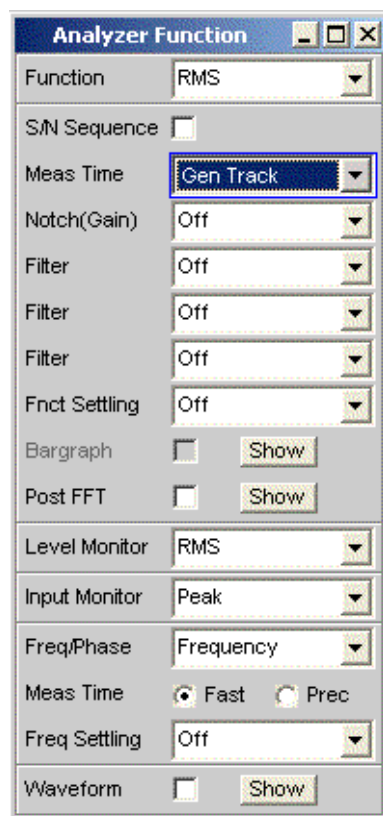 Analyzer Function
Function RMS
S/N Sequence
Meas Time Gen Track
Notch(Gain) Off
Filter Off
Filter Off
Filter Off
Fnct Settling Off
Bargraph Show
Post FFT Show
Level Monitor RMS
Input Monitor Peak
Freq/Phase Frequency
Meas Time Fast Prec
Freq Settling Off
Waveform Show